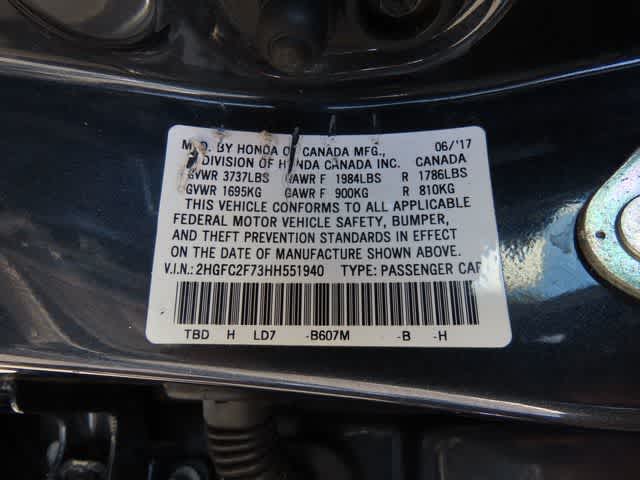 MFD. BY HONDA OF CANADA MFG., 06/'17
A DIVISION OF HONDA CANADA INC. CANADA
GVWR 3737LBS GAWR F 1984LBS R 1786LBS
GVWR 1695KG GAWR F 900KG R 810KG
THIS VEHICLE CONFORMS TO ALL APPLICABLE
FEDERAL MOTOR VEHICLE SAFETY, BUMPER,
AND THEFT PREVENTION STANDARDS IN EFFECT
ON THE DATE OF MANUFACTURE SHOWN ABOVE.
V.I.N.: 2HGFC2F73HH551940 TYPE: PASSENGER CAR
TBD H LD7 -B607M -B -H